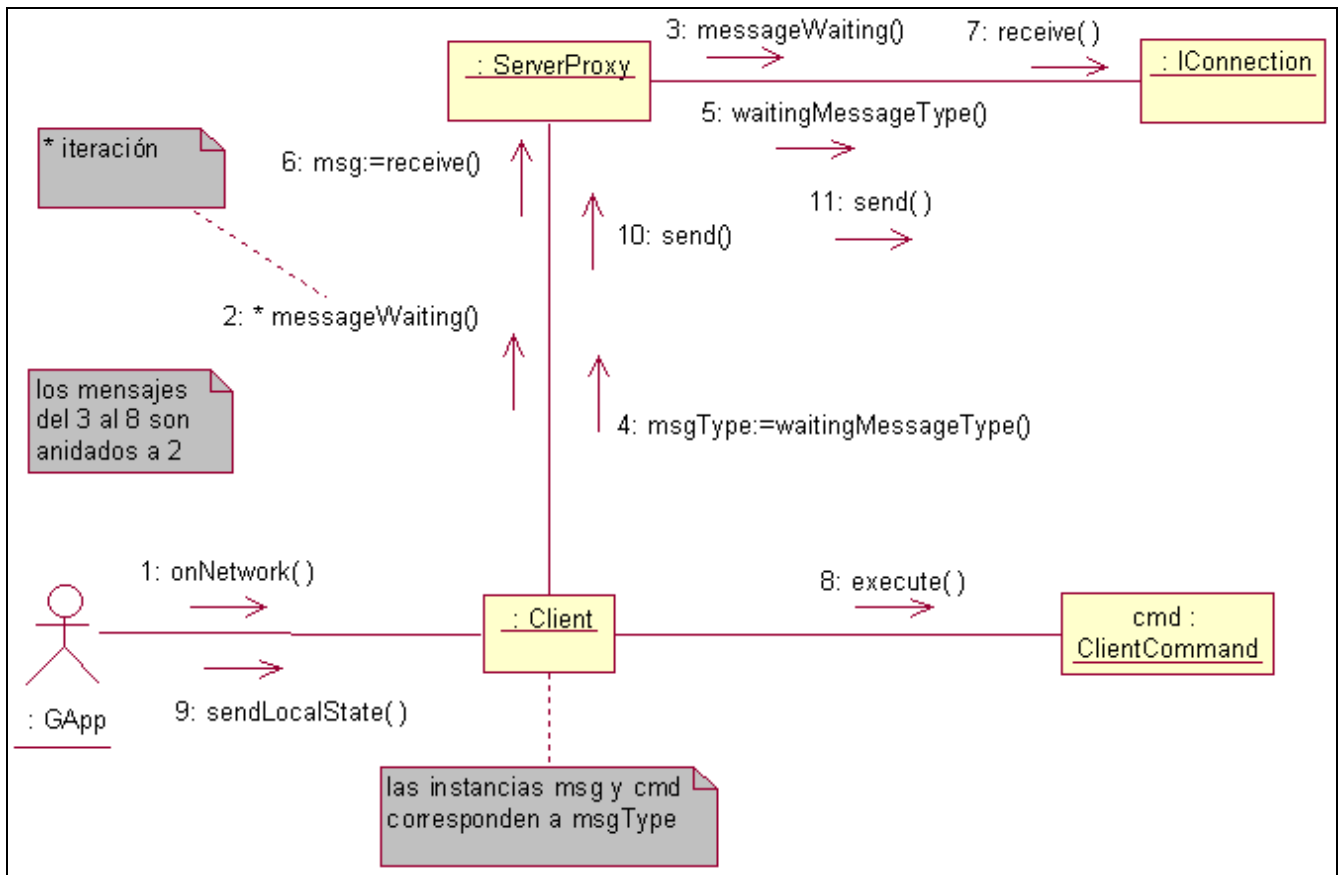 3: messageWaiting()
7: receive( )
: ServerProxy
: IConnection
5: waitingMessageType()
* iteración
6: msg:=receive()
11: send( )
10: send()
2: * messageWaiting()
los mensajes
del 3 al 8 son
anidados a 2
4: msgType:=waitingMessageType()
1: onNetwork( )
8: execute( )
: Client
cmd :
ClientCommand
9: sendLocalState( )
: GApp
las instancias msg y cmd
corresponden a msgType